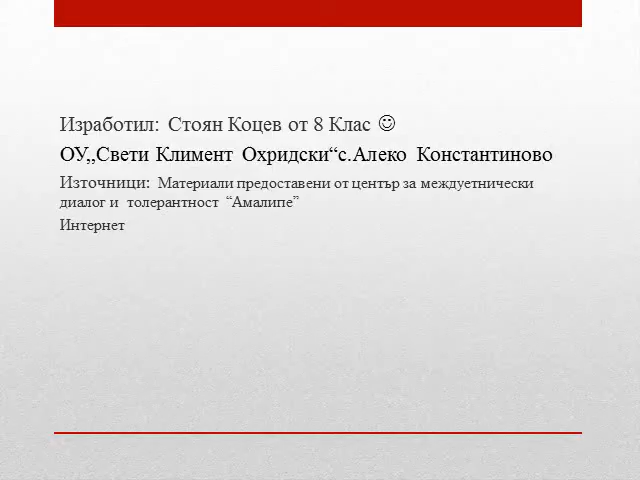 Изработил: Стоян Коцев от 8 Клас ☺
ОУ„Свети Климент Охридски“с.Алеко Константиново
Източници: Материали предоставени от център за междуетнически
диалог и толерантност “Амалипе”
Интернет